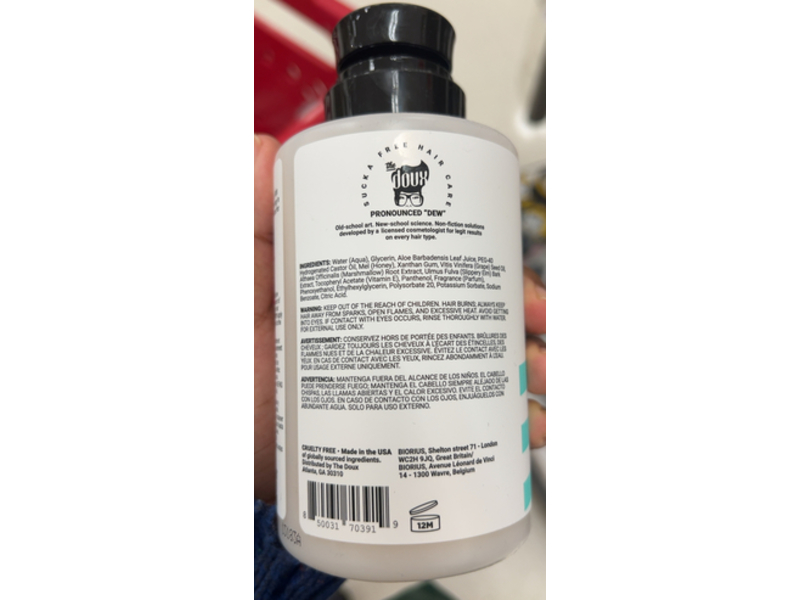 SUCKA FREE HAIR CARE
The
doux
PRONOUNCED "DEW"
Old-school art. New-school science. Non-fiction solutions
developed by a licensed cosmetologist for legit results
on every hair type.
INGREDIENTS: Water (Aqua), Glycerin, Aloe Barbadensis Leaf Juice, PEG-40
Hydrogenated Castor Oil, Mel (Honey), Xanthan Gum, Vitis Vinifera (Grape) Seed Oil,
Althaea Officinalis (Marshmallow) Root Extract, Ulmus Fulva (Slippery Elm) Bark
Extract, Tocopheryl Acetate (Vitamin E), Panthenol, Fragrance (Parfum),
Phenoxyethanol, Ethylhexylglycerin, Polysorbate 20, Potassium Sorbate, Sodium
Benzoate, Citric Acid.
WARNING: KEEP OUT OF THE REACH OF CHILDREN. HAIR BURNS; ALWAYS KEEP
HAIR AWAY FROM SPARKS, OPEN FLAMES, AND EXCESSIVE HEAT. AVOID GETTING
INTO EYES. IF CONTACT WITH EYES OCCURS, RINSE THOROUGHLY WITH WATER.
FOR EXTERNAL USE ONLY.
AVERTISSEMENT: CONSERVEZ HORS DE PORTÉE DES ENFANTS. BRÛLURES DES
CHEVEUX ; GARDEZ TOUJOURS LES CHEVEUX À L'ÉCART DES ÉTINCELLES, DES
FLAMMES NUES ET DE LA CHALEUR EXCESSIVE. ÉVITEZ LE CONTACT AVEC LES
YEUX. EN CAS DE CONTACT AVEC LES YEUX, RINCEZ ABONDAMMENT À L'EAU.
POUR USAGE EXTERNE UNIQUEMENT.
ADVERTENCIA: MANTENGA FUERA DEL ALCANCE DE LOS NIÑOS. EL CABELLO
PUEDE PRENDERSE FUEGO; MANTENGA EL CABELLO SIEMPRE ALEJADO DE LAS
CHISPAS, LAS LLAMAS ABIERTAS Y EL CALOR EXCESIVO. EVITE EL CONTACTO
CON LOS OJOS. EN CASO DE CONTACTO CON LOS OJOS, ENJUÁGUELOS CON
ABUNDANTE AGUA. SOLO PARA USO EXTERNO.
CRUELTY FREE - Made in the USA
of globally sourced ingredients.
Distributed by The Doux
Atlanta, GA 30310
BIORIUS, Shelton street 71 - London
WC2H 9JQ, Great Britain/
BIORIUS, Avenue Léonard de Vinci
14 - 1300 Wavre, Belgium
8 50031 70391 9
12M